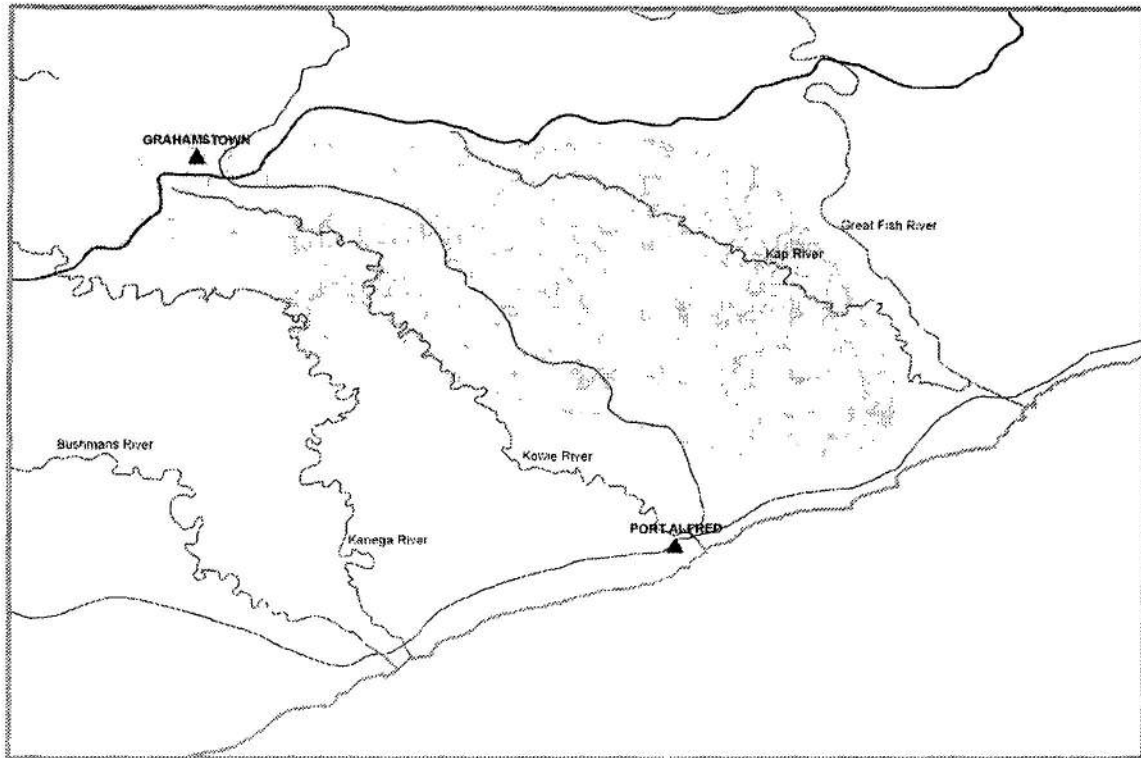 GRAHAMSTOWN
Great Fish River
Kap River
Bushmans River
Kowie River
PORT ALFRED
Kariega River